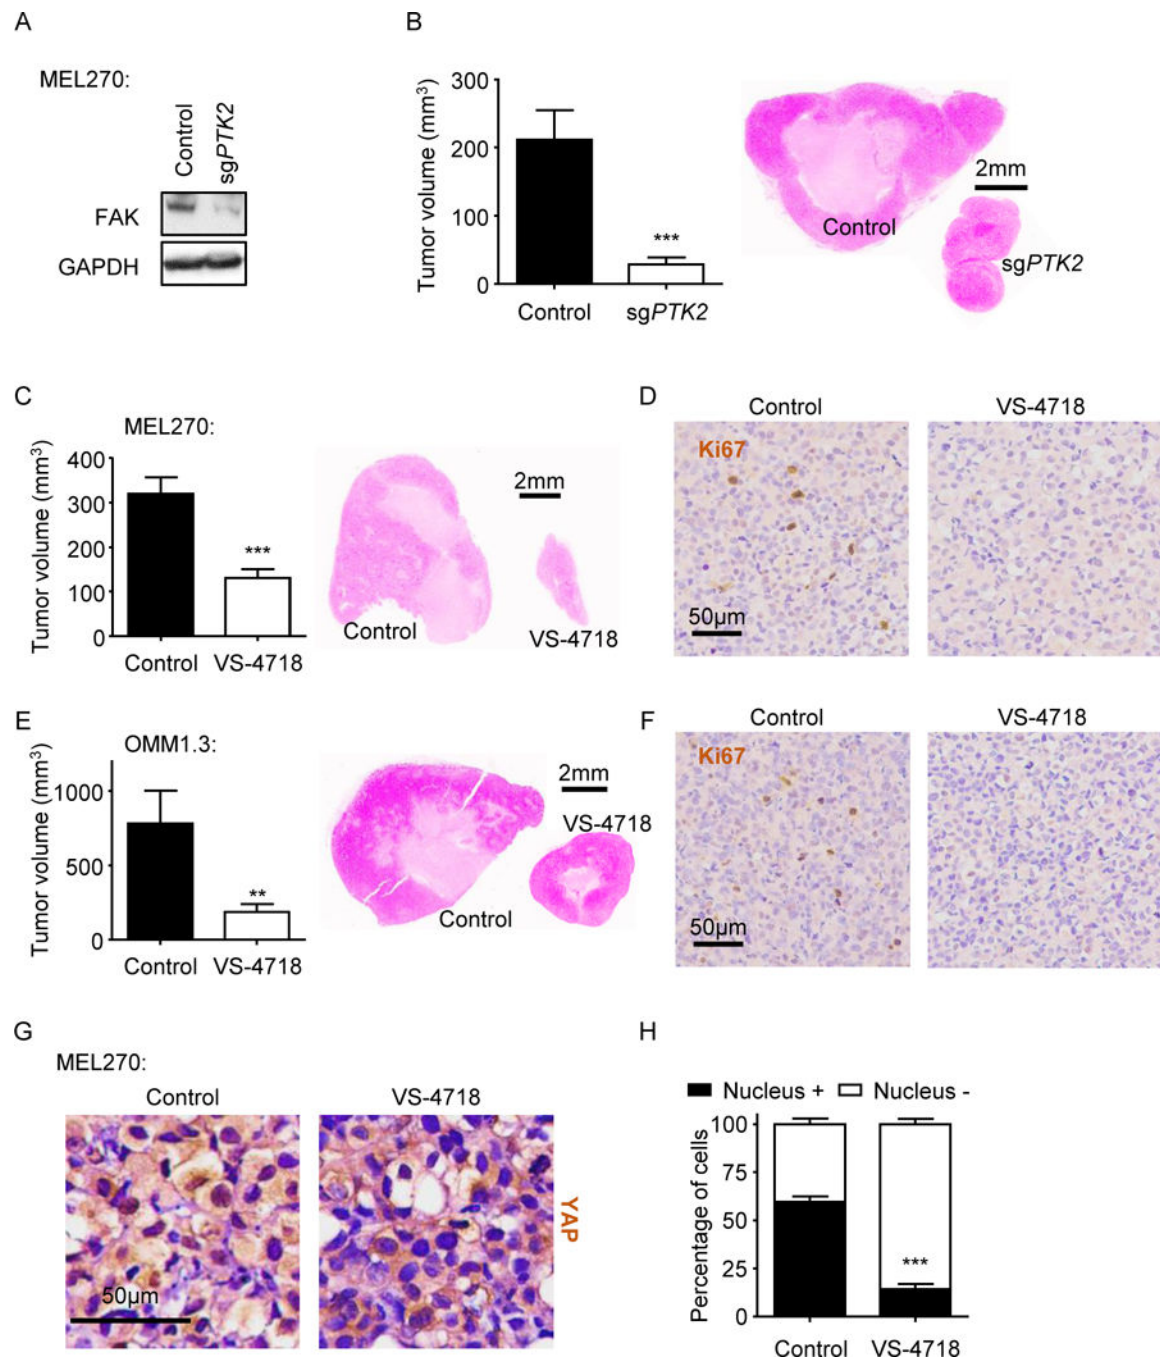 A
MEL270:
Control
sgPTK2
FAK
GAPDH
B
Tumor volume (mm³)
300
200
100
0
***
Control
sgPTK2
Control
2mm
sgPTK2
C
MEL270:
Tumor volume (mm³)
400
300
200
100
0
***
Control
VS-4718
Control
2mm
VS-4718
D
Control
VS-4718
Ki67
50µm
E
OMM1.3:
Tumor volume (mm³)
1000
500
0
**
Control
VS-4718
2mm
VS-4718
Control
F
Control
VS-4718
Ki67
50µm
G
MEL270:
Control
VS-4718
50µm
YAP
H
Nucleus +
Nucleus -
Percentage of cells
100
75
50
25
0
***
Control
VS-4718